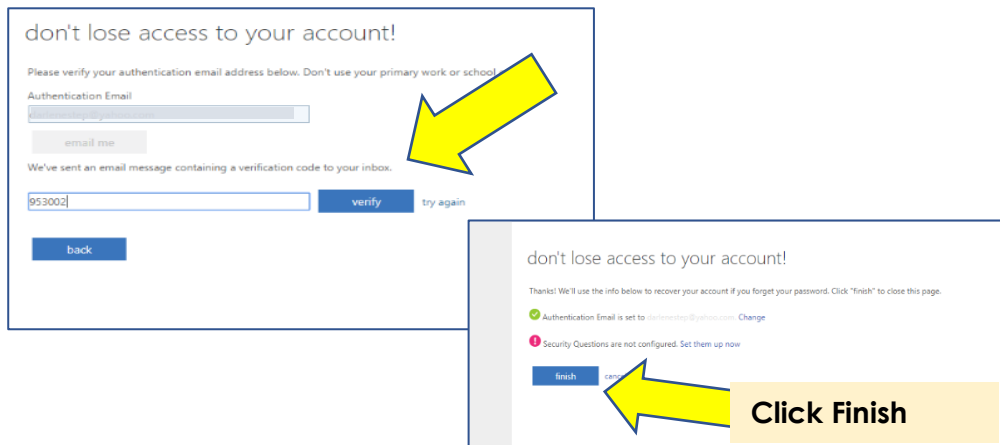 don't lose access to your account!
Please verify your authentication email address below. Don't use your primary work or school
Authentication Email
email me
We've sent an email message containing a verification code to your inbox.
953002
verify
try again
back
don't lose access to your account!
Thanks! We'll use the info below to recover your account if you forget your password. Click "finish" to close this page.
Authentication Email is set to Change
Security Questions are not configured. Set them up now
finish
Click Finish